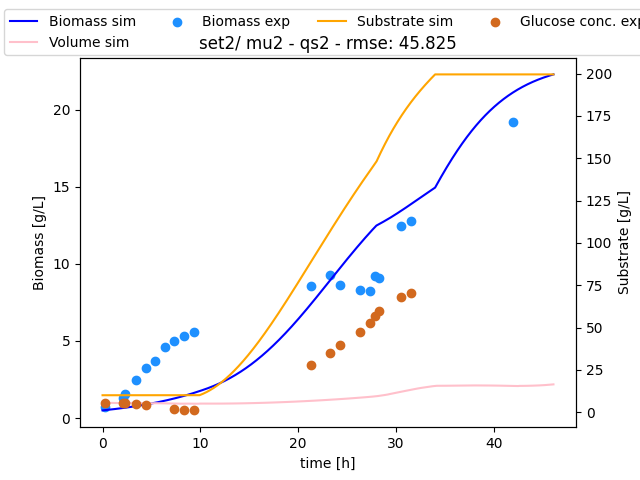 Biomass sim Biomass exp Substrate sim Glucose conc. exp
Volume sim
set2/ mu2 - qs2 - rmse: 45.825
Biomass [g/L]
20
15
10
5
0
200
175
150
125
100
75
50
25
0
Substrate [g/L]
0 10 20 30 40
time [h]